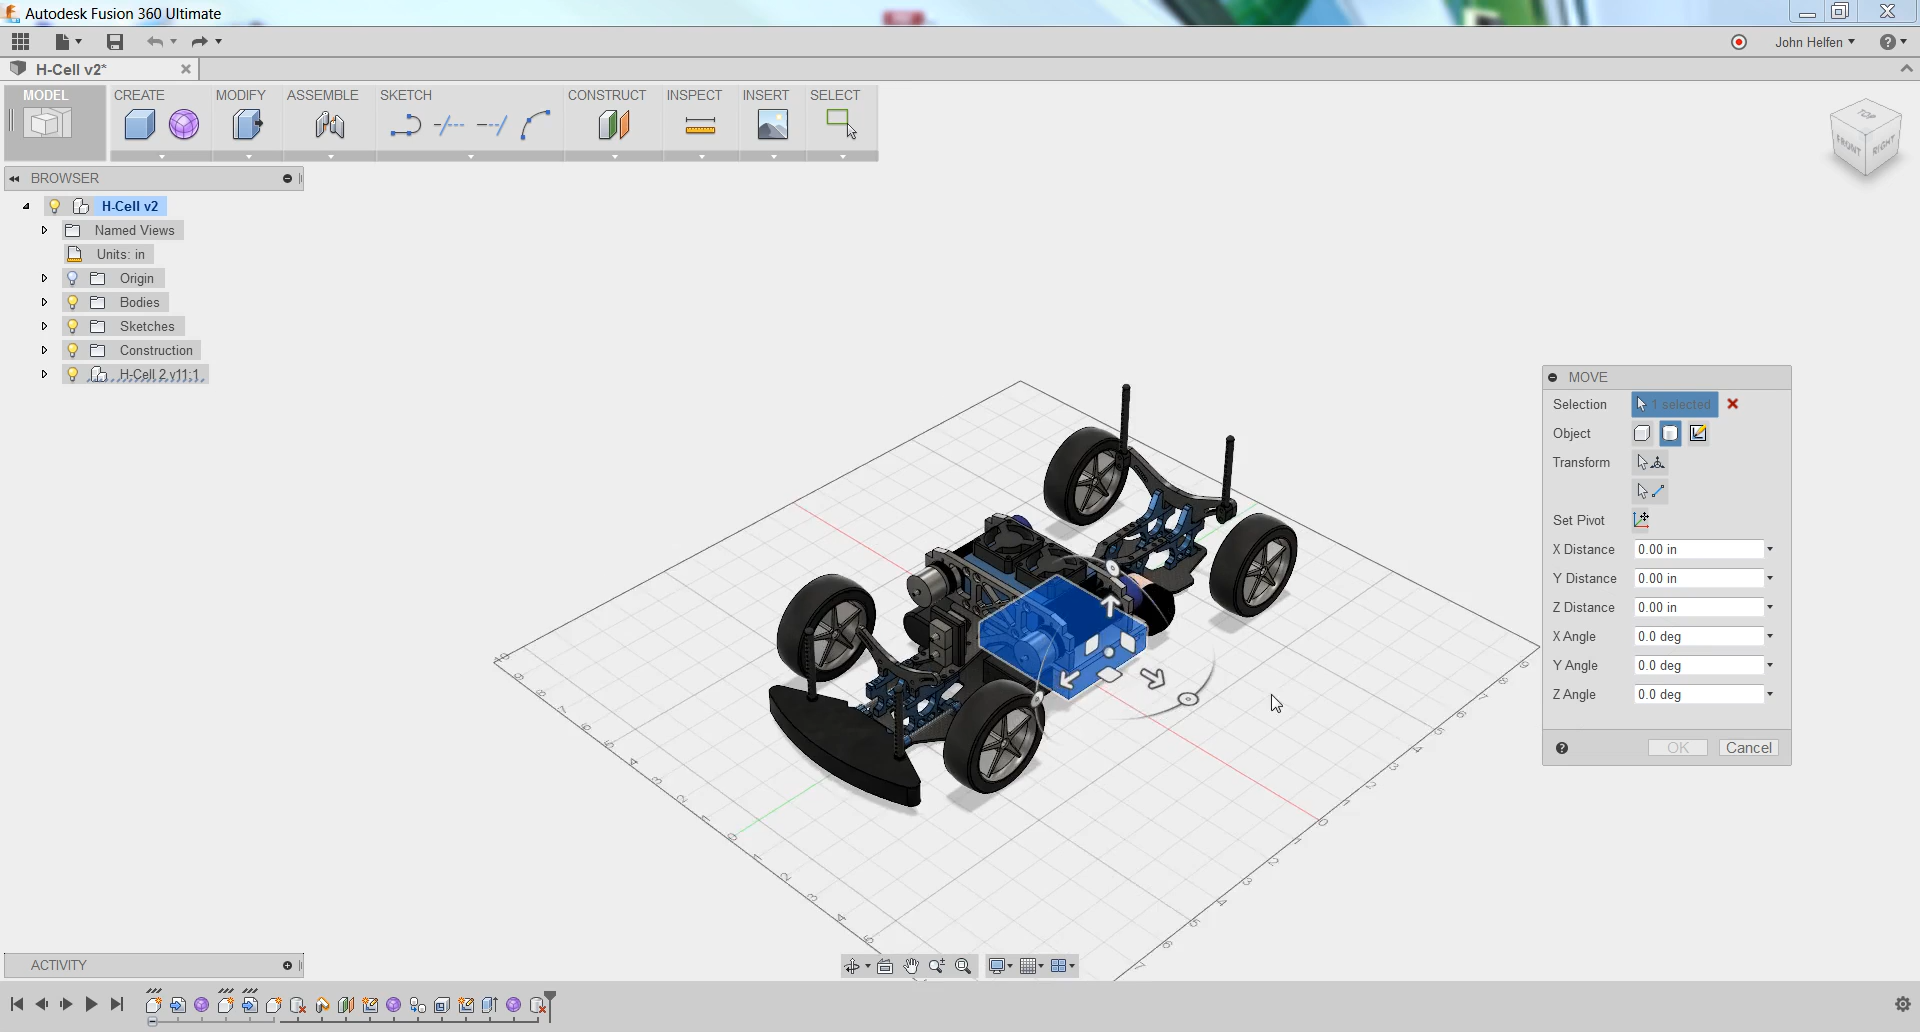 Autodesk Fusion 360 Ultimate
John Helfen
H-Cell v2*
MODEL
CREATE
MODIFY
ASSEMBLE
SKETCH
CONSTRUCT
INSPECT
INSERT
SELECT
TOP
FRONT
RIGHT
BROWSER
H-Cell v2
Named Views
Units: in
Origin
Bodies
Sketches
Construction
H-Cell 2 v11:1
MOVE
Selection
1 selected
Object
Transform
Set Pivot
X Distance 0.00 in
Y Distance 0.00 in
Z Distance 0.00 in
X Angle 0.0 deg
Y Angle 0.0 deg
Z Angle 0.0 deg
OK
Cancel
ACTIVITY